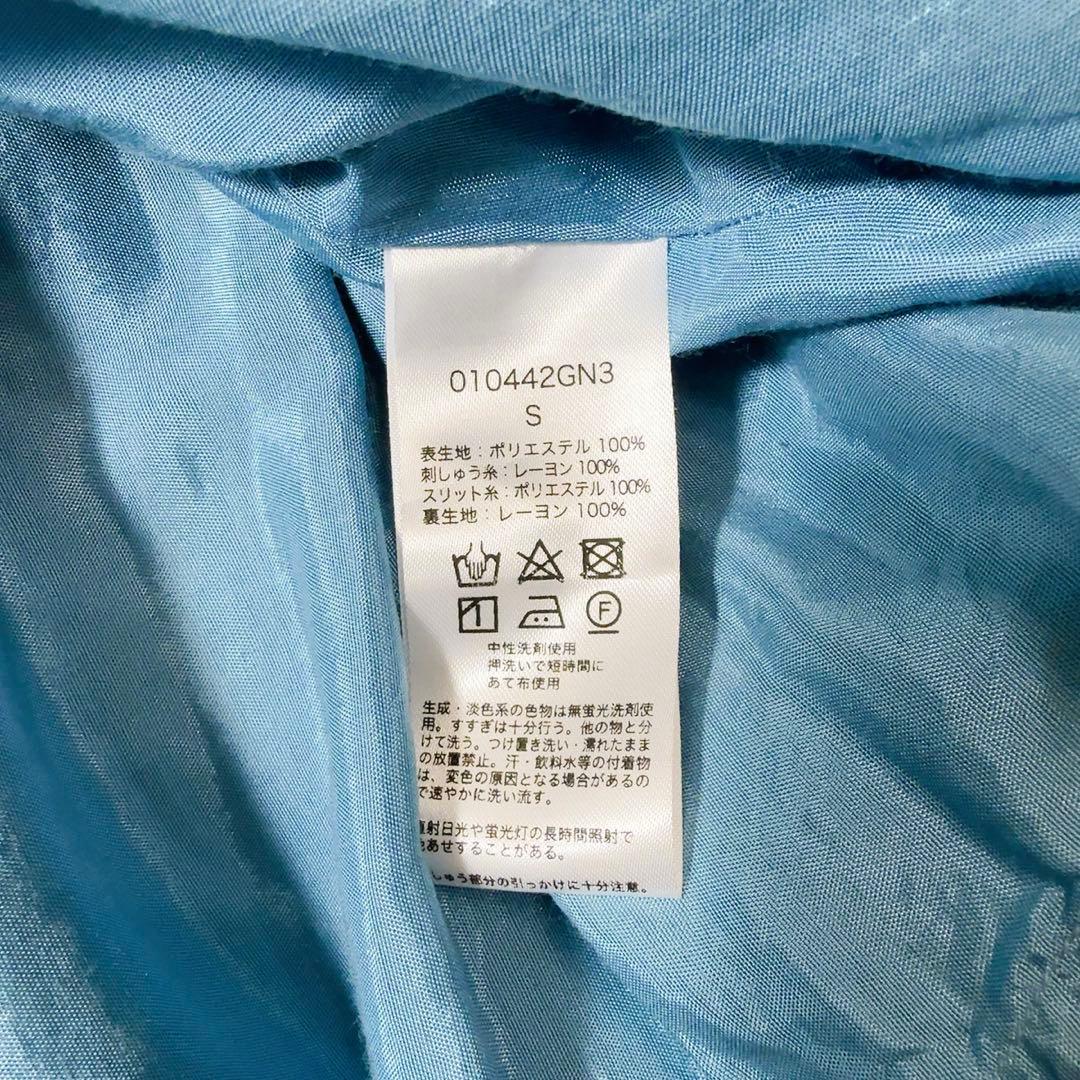 010442GN3
S
表生地：ポリエステル 100%
刺しゅう糸：レーヨン 100%
スリット糸：ポリエステル 100%
裏生地：レーヨン 100%
F
中性洗剤使用
押洗いで短時間に
あて布使用
生成・淡色系の色物は無蛍光洗剤使
用。すすぎは十分行う。他の物と分
けて洗う。つけ置き洗い・濡れたまま
の放置禁止。汗・飲料水等の付着物
は、変色の原因となる場合があるの
で速やかに洗い流す。
直射日光や蛍光灯の長時間照射で
色あせすることがある。
しゅう部分の引っかけに十分注意。